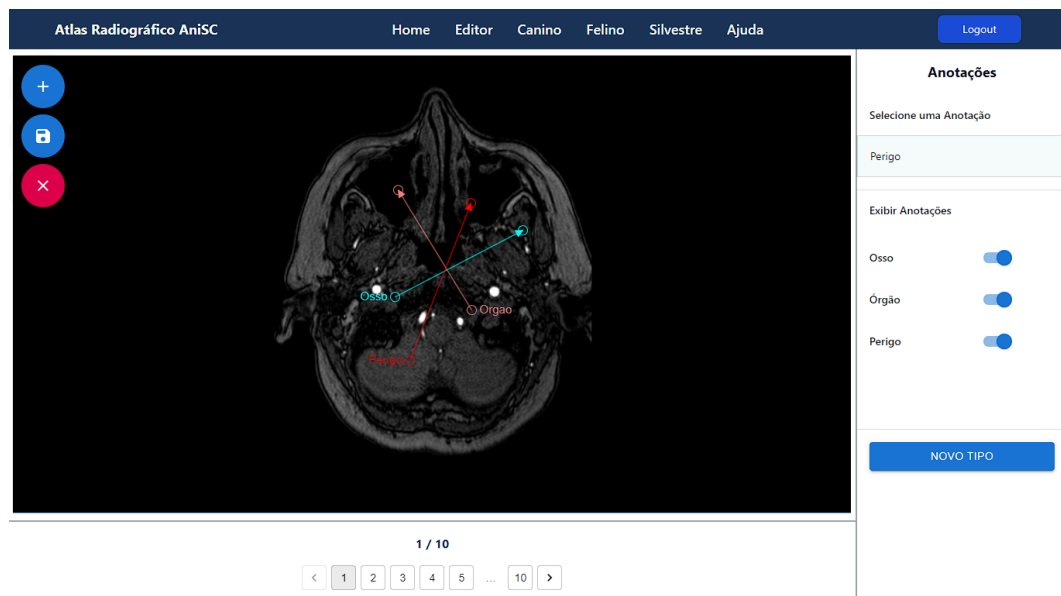 Atlas Radiográfico AniSC Home Editor Canino Felino Silvestre Ajuda Logout
Anotações
Selecione uma Anotação
Perigo
Exibir Anotações
Osso
Órgão
Perigo
NOVO TIPO
Osso
Orgao
Perigo
1 / 10
1 2 3 4 5 ... 10